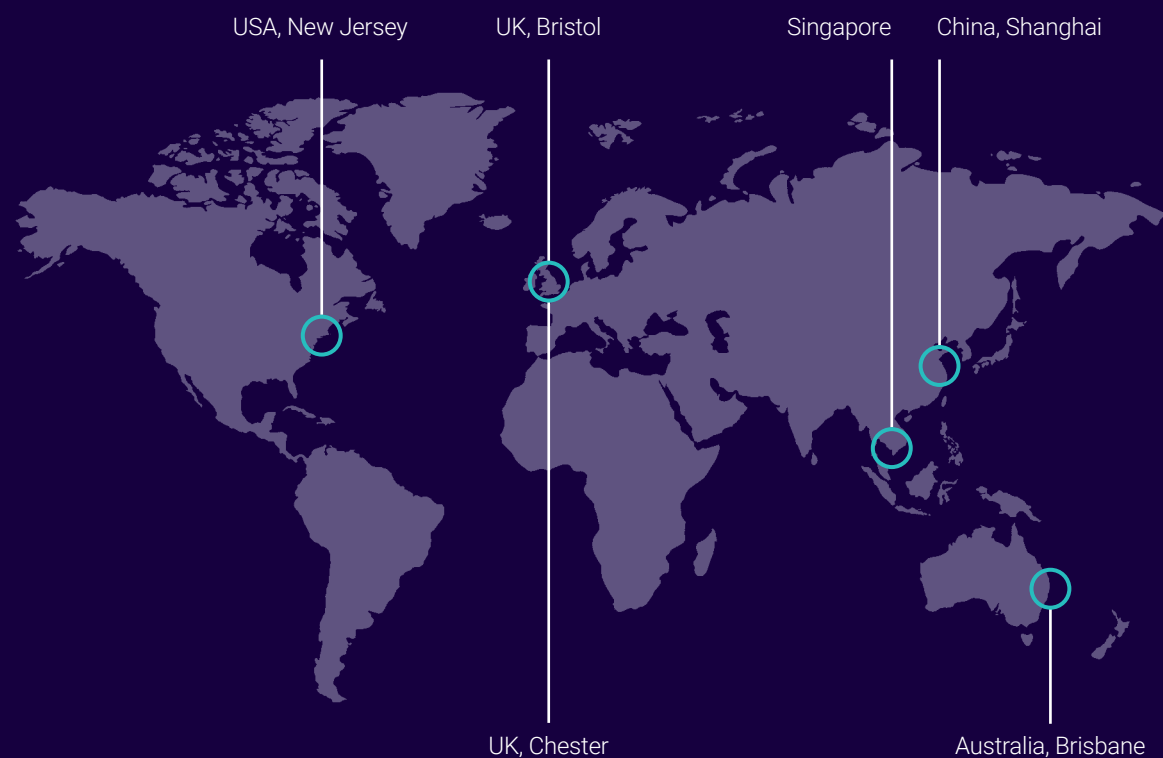 USA, New Jersey
UK, Bristol
Singapore
China, Shanghai
UK, Chester
Australia, Brisbane